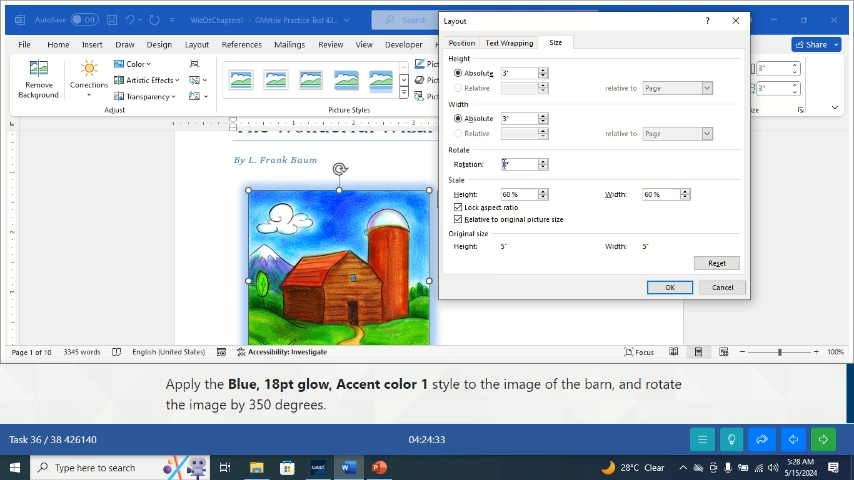 AutoSave Off WizOzChapters1 - GMetrix Practice Test 42... Search
Layout ?
File Home Insert Draw Design Layout References Mailings Review View Developer Share
Position Text Wrapping Size
Height
Absolute 3"
Relative relative to Page
Width
Absolute 3"
Relative relative to Page
Rotate
Rotation:
Scale
Height: 60 % Width: 60 %
Lock aspect ratio
Relative to original picture size
Original size
Height: 5" Width: 5"
Reset
OK Cancel
Remove Background
Corrections
Color
Artistic Effects
Transparency
Adjust
Picture Styles
3"
3"
By L. Frank Baum
Page 1 of 10 3345 words English (United States) Accessibility: Investigate Focus 100%
Apply the Blue, 18pt glow, Accent color 1 style to the image of the barn, and rotate
the image by 350 degrees.
Task 36 / 38 426140 04:24:33
Type here to search 28°C Clear 5:28 AM
5/15/2024